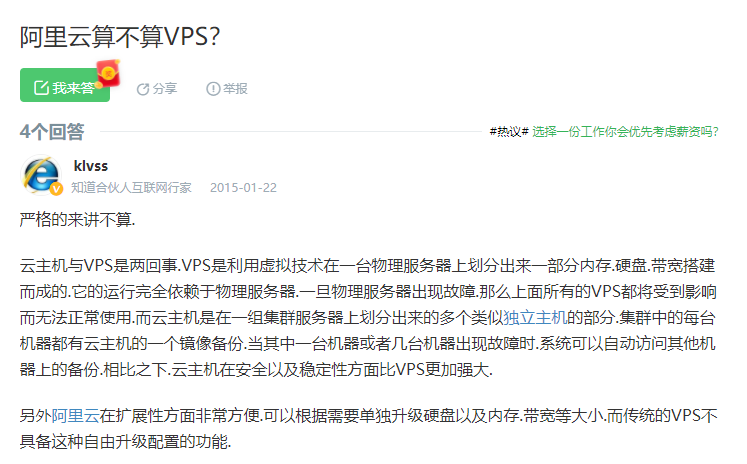 阿里云算不算VPS?
我来答
奖
分享
举报
4个回答
#热议# 选择一份工作你会优先考虑薪资吗?
klvss
知道合伙人互联网行家 2015-01-22
严格的来讲不算.
云主机与VPS是两回事.VPS是利用虚拟技术在一台物理服务器上划分出来一部分内存.硬盘.带宽搭建
而成的.它的运行完全依赖于物理服务器.一旦物理服务器出现故障.那么上面所有的VPS都将受到影响
而无法正常使用.而云主机是在一组集群服务器上划分出来的多个类似独立主机的部分.集群中的每台
机器都有云主机的一个镜像备份.当其中一台机器或者几台机器出现故障时.系统可以自动访问其他机
器上的备份.相比之下.云主机在安全以及稳定性方面比VPS更加强大.
另外阿里云在扩展性方面非常方便.可以根据需要单独升级硬盘以及内存.带宽等大小.而传统的VPS不
具备这种自由升级配置的功能.